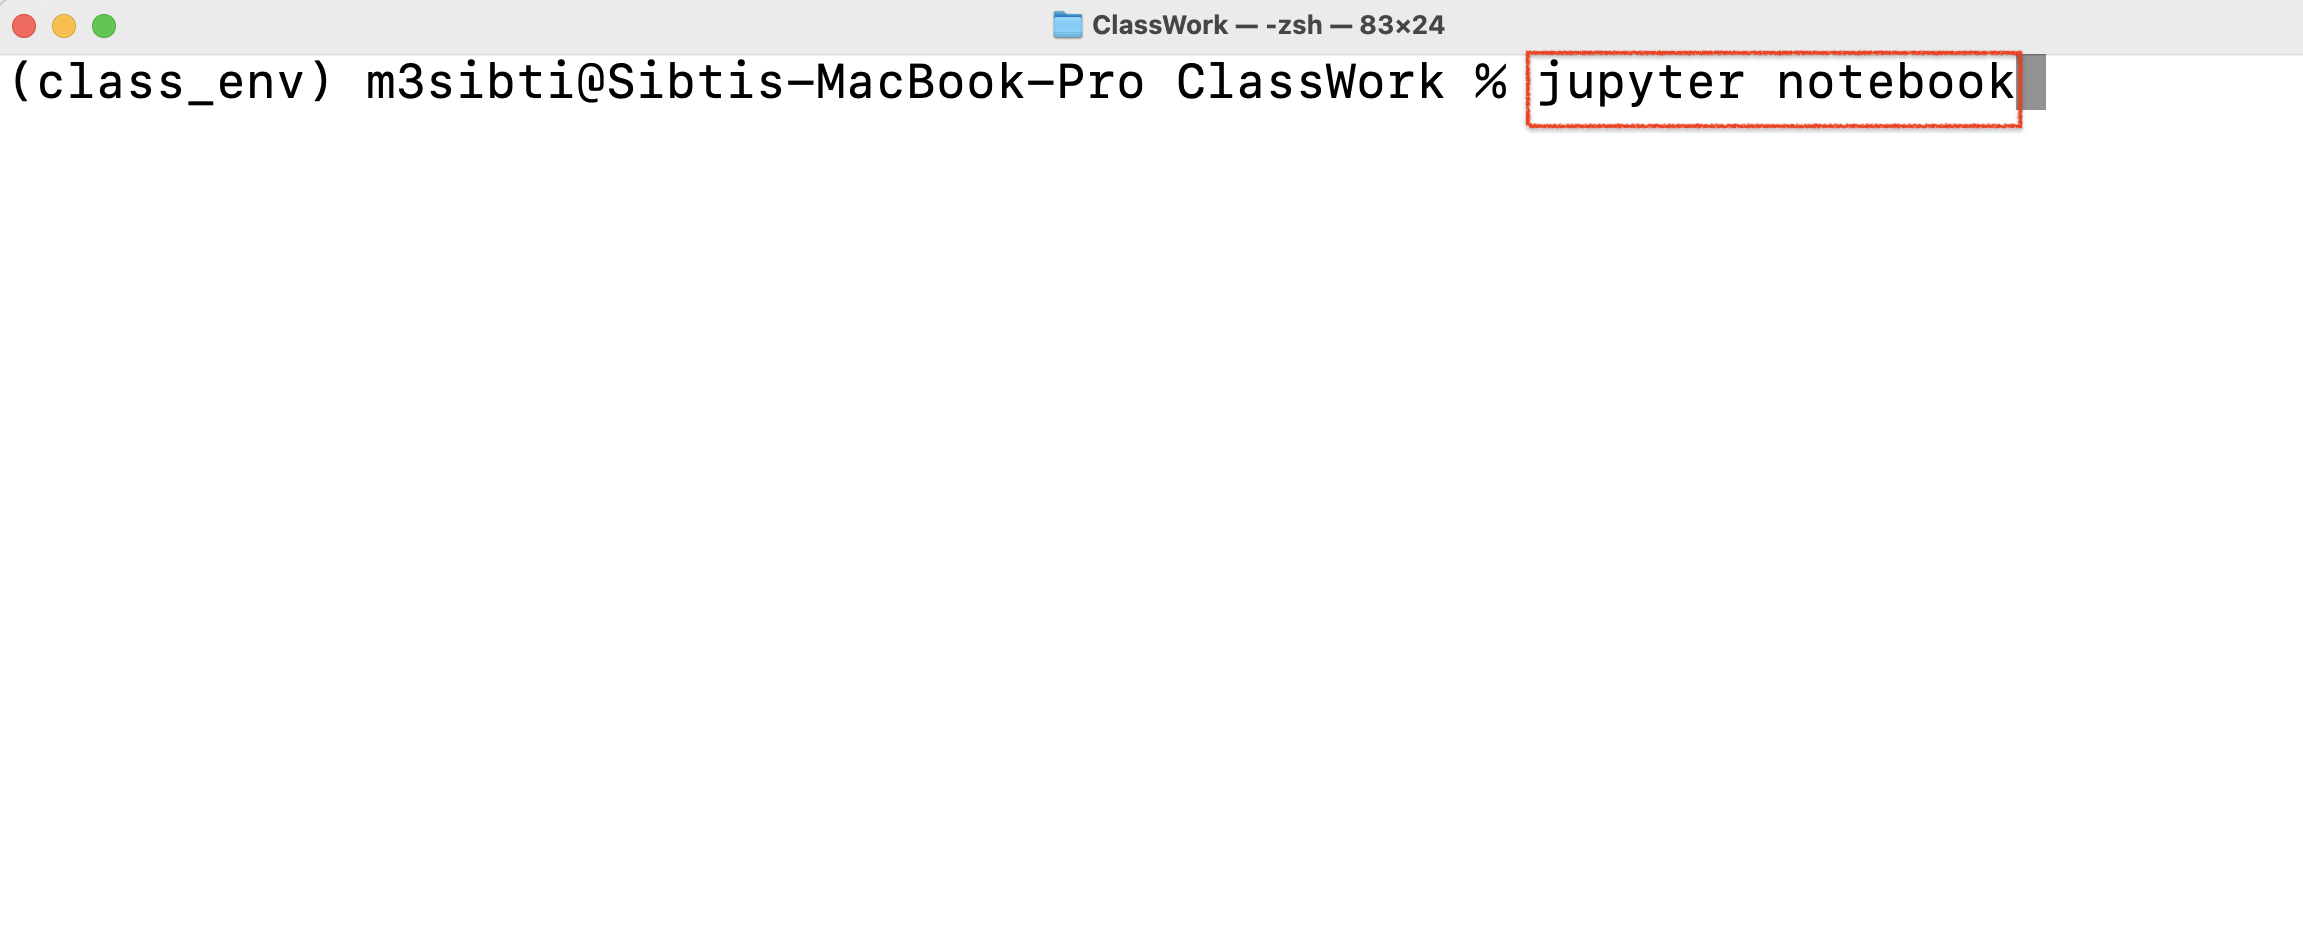 ClassWork — -zsh — 83×24
(class_env) m3sibti@Sibtis-MacBook-Pro ClassWork % jupyter notebook